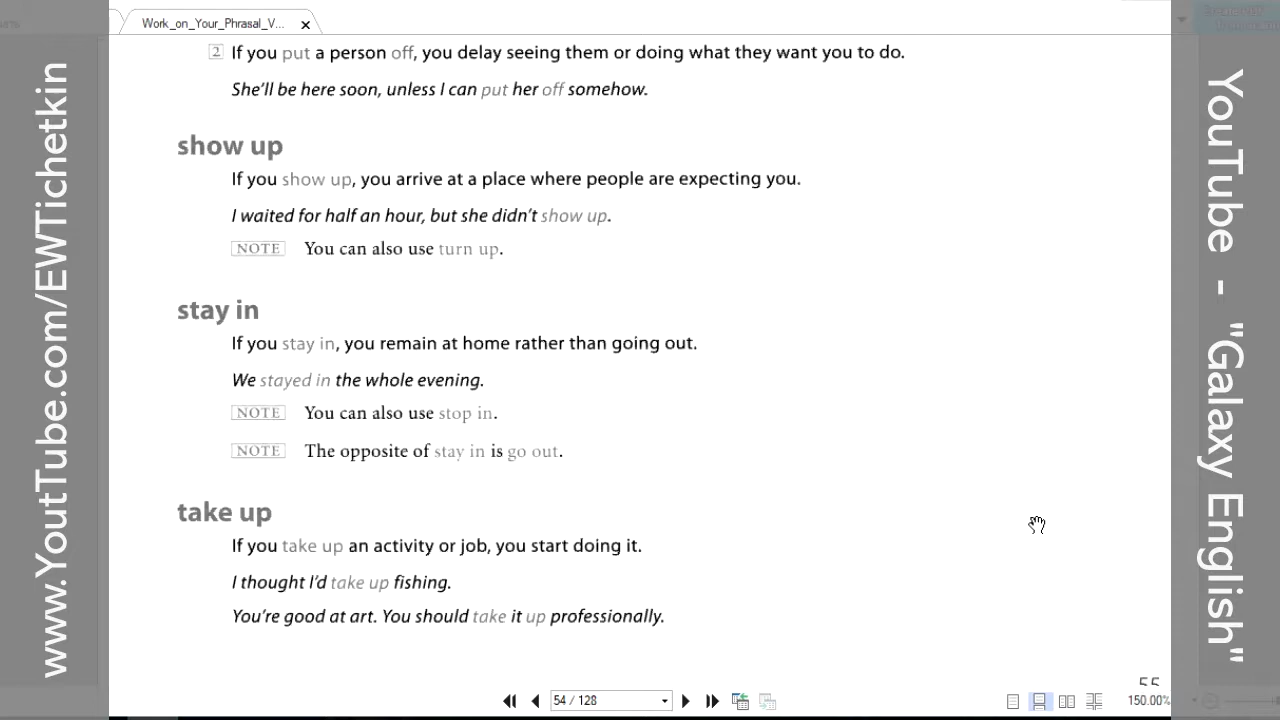 Work_on_Your_Phrasal_V...
2 If you put a person off, you delay seeing them or doing what they want you to do.
She'll be here soon, unless I can put her off somehow.
show up
If you show up, you arrive at a place where people are expecting you.
I waited for half an hour, but she didn't show up.
NOTE You can also use turn up.
stay in
If you stay in, you remain at home rather than going out.
We stayed in the whole evening.
NOTE You can also use stop in.
NOTE The opposite of stay in is go out.
take up
If you take up an activity or job, you start doing it.
I thought I'd take up fishing.
You're good at art. You should take it up professionally.
55
54 / 128
150.00%
www.YoutTube.com/EWTichetkin
YouTube - "Galaxy English"